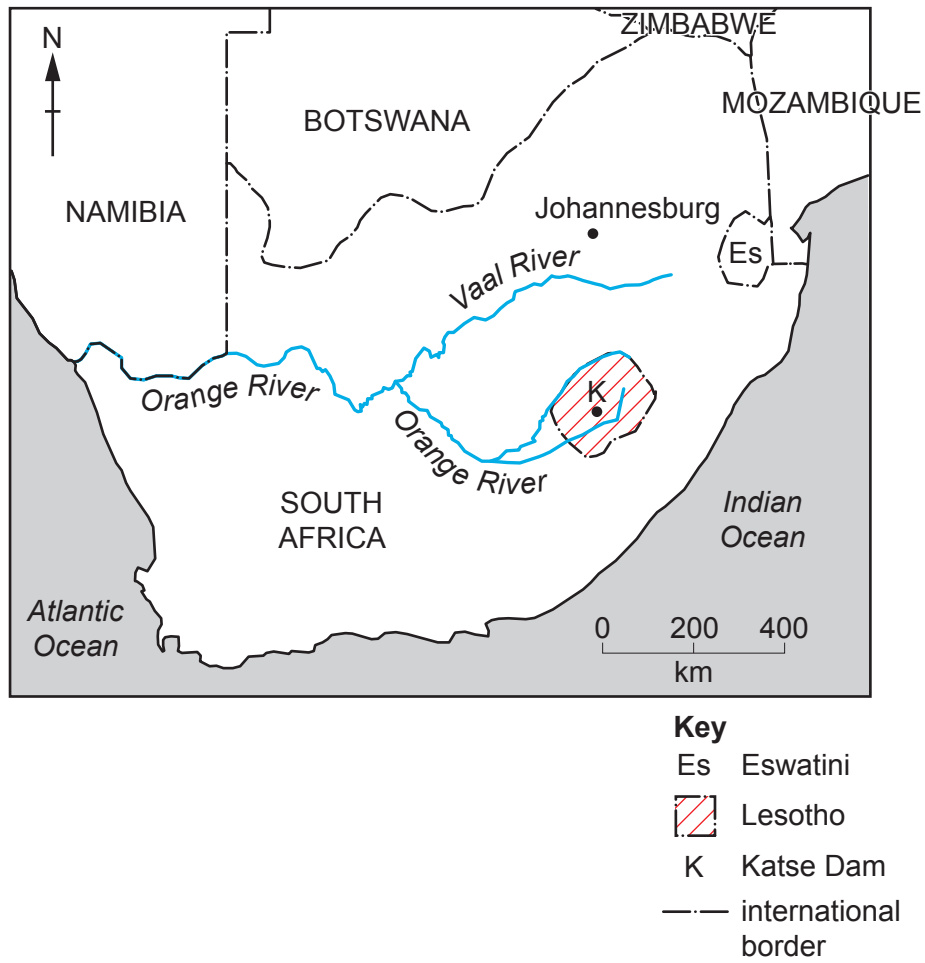 ZIMBABWE
N
MOZAMBIQUE
BOTSWANA
NAMIBIA
Johannesburg
Es
Vaal River
Orange River
K
Orange River
SOUTH
AFRICA
Indian
Ocean
Atlantic
Ocean
0 200 400
km
Key
Es Eswatini
Lesotho
K Katse Dam
international
border